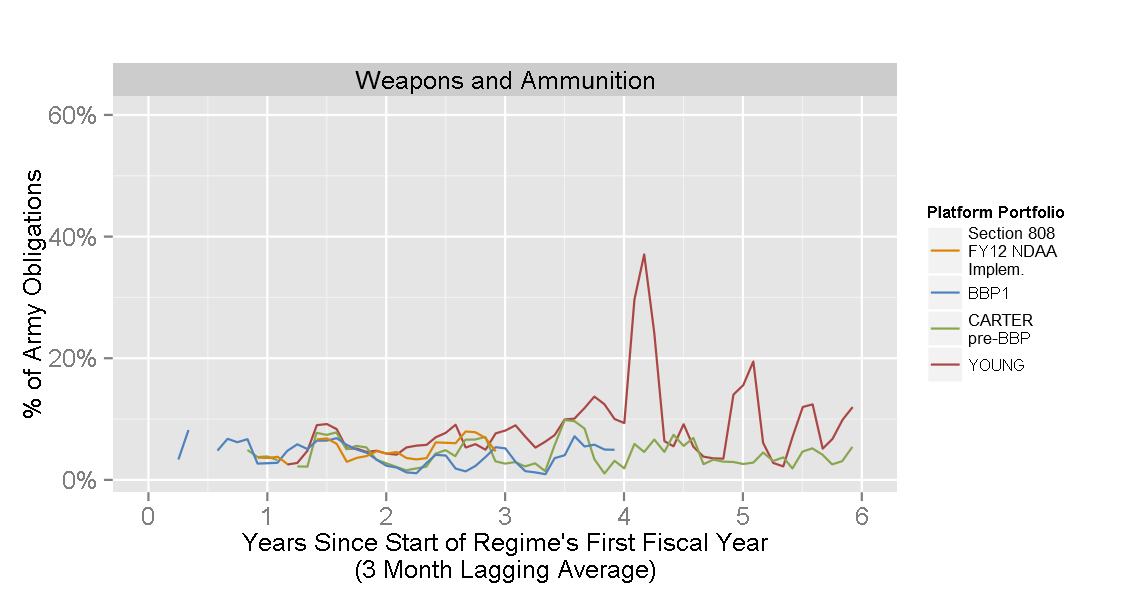 Weapons and Ammunition
60%
40%
20%
0%
% of Army Obligations
0 1 2 3 4 5 6
Years Since Start of Regime's First Fiscal Year
(3 Month Lagging Average)
Platform Portfolio
Section 808
FY12 NDAA
Implem.
BBP1
CARTER
pre-BBP
YOUNG